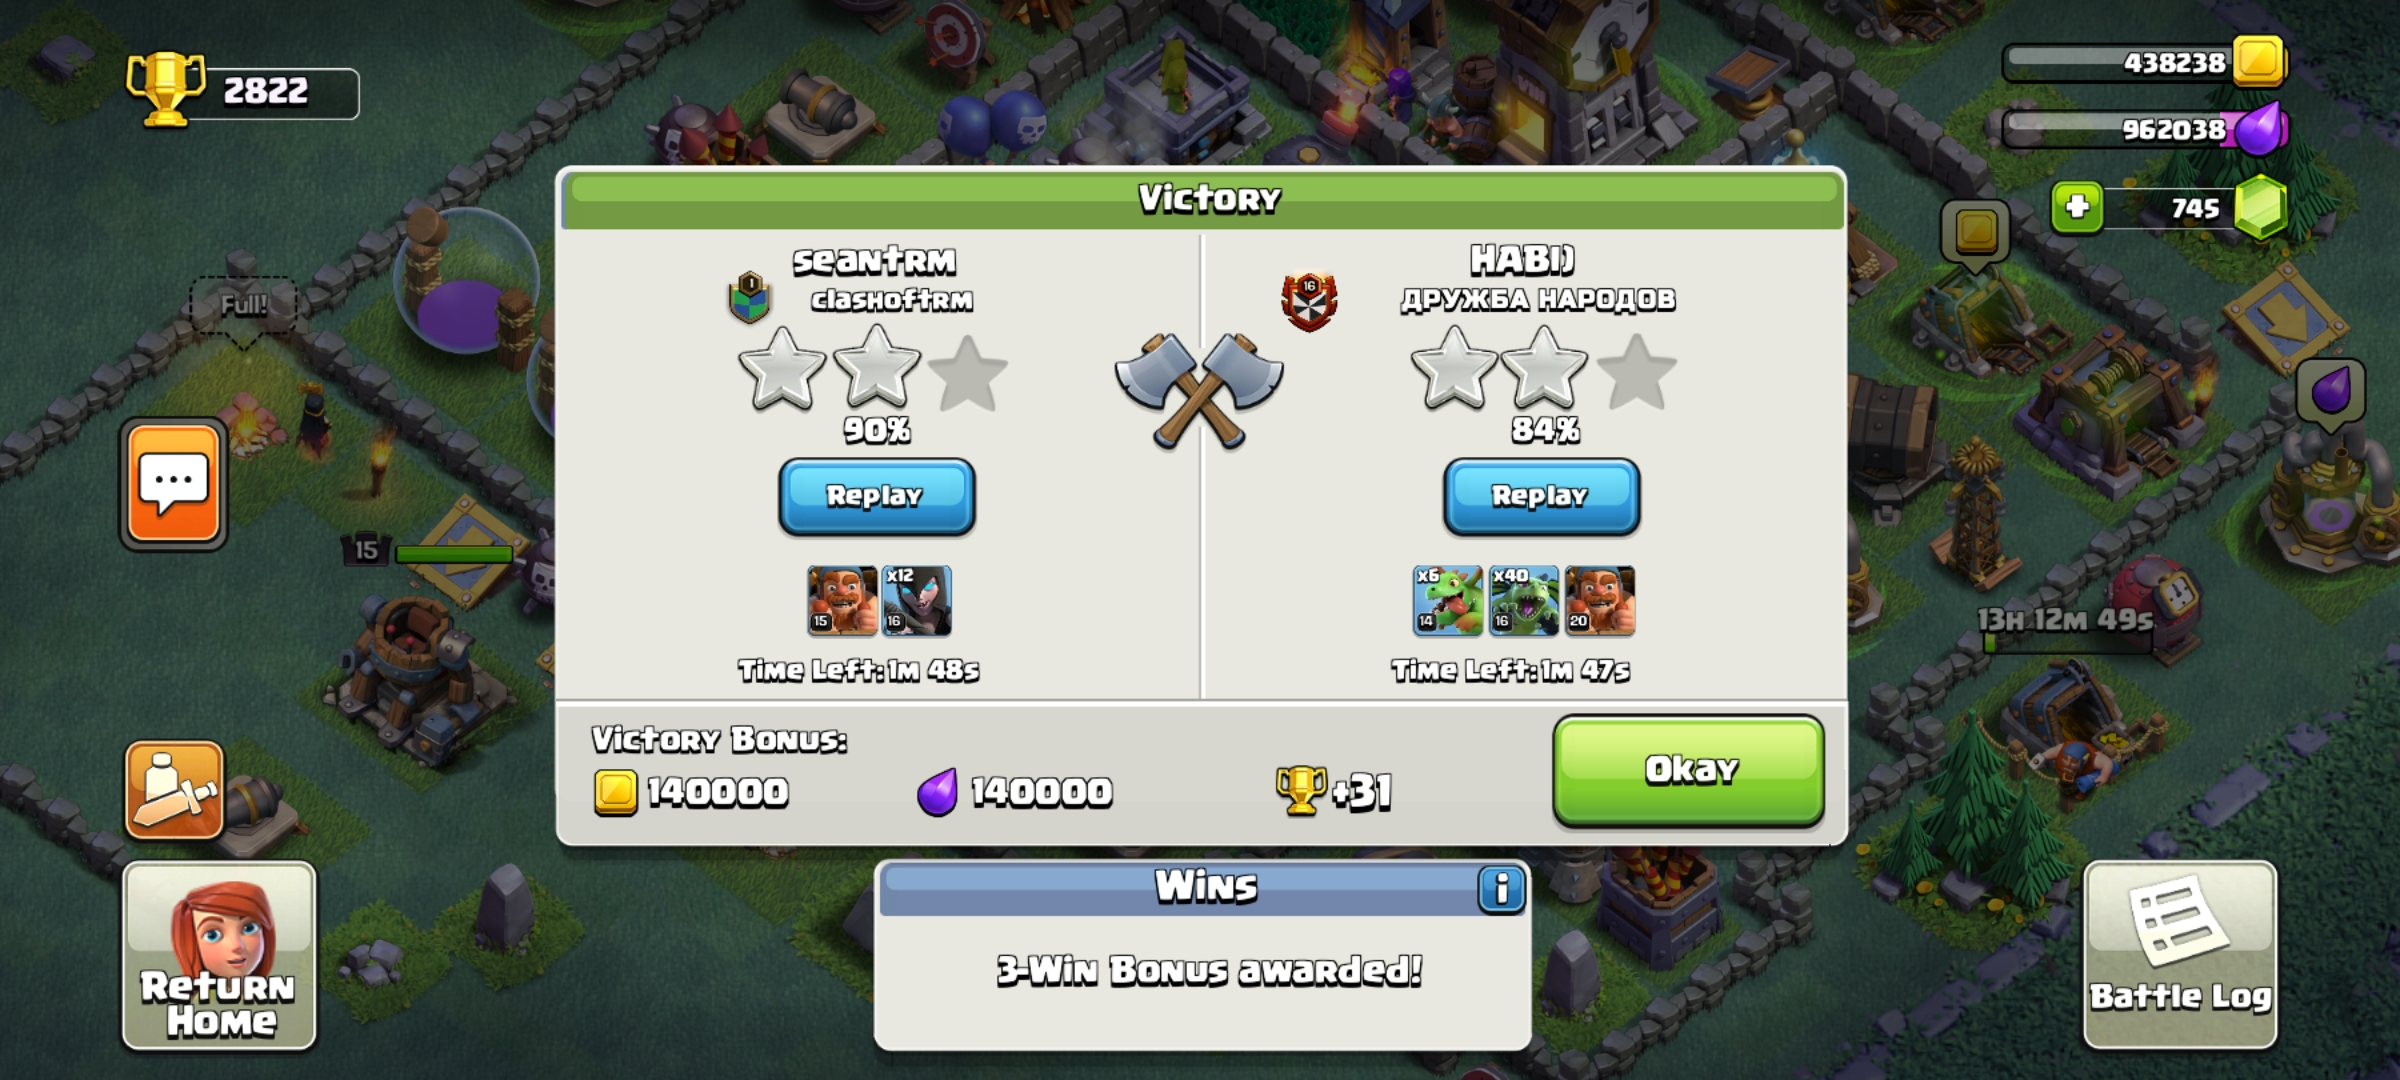 2822
438238
962038
745
Victory
seantrm
clashoftrm
1
90%
Replay
x12
15
16
Time Left:1m 48s
HABI)
ДРУЖБА НАРОДОВ
16
84%
Replay
x6
x40
14
16
20
Time Left:1m 47s
Full!
15
13H 12M 49s
Victory Bonus:
140000
140000
+31
Okay
Wins
i
3-Win Bonus awarded!
Return
Home
Battle Log